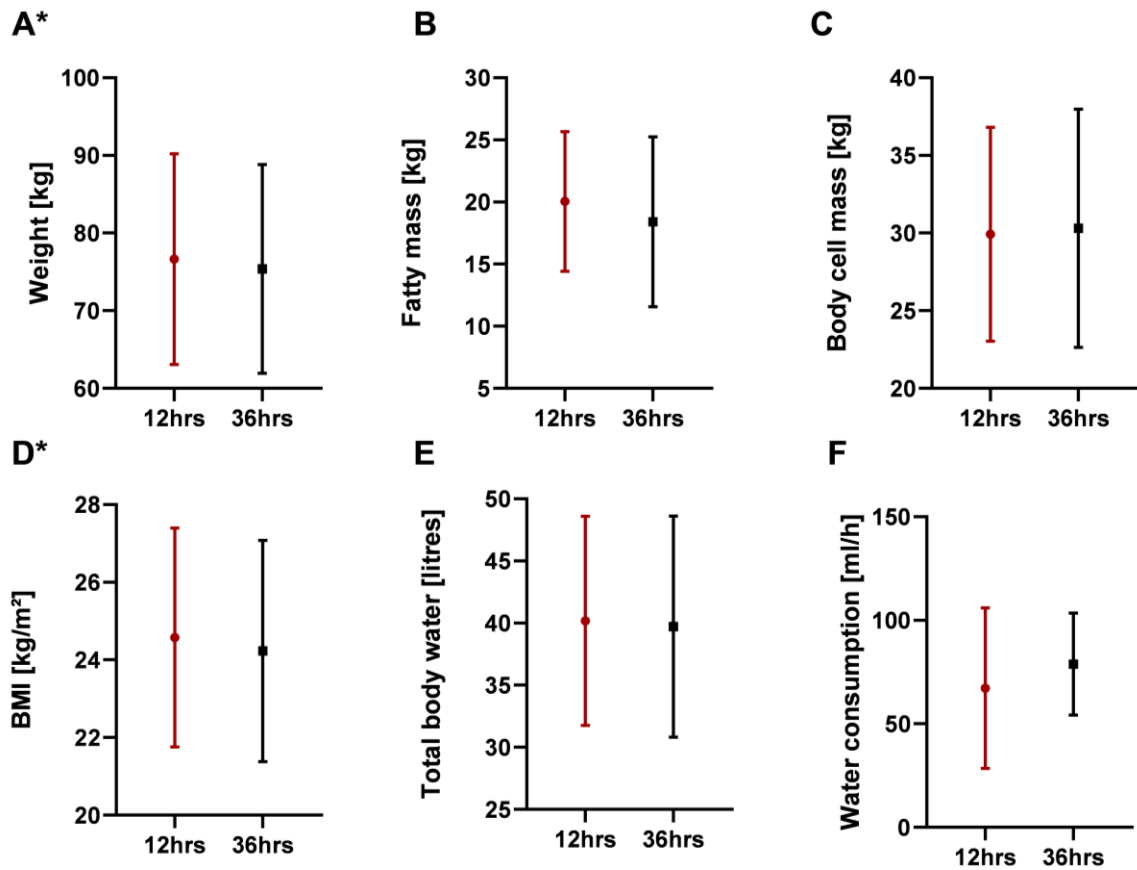 A*
Weight [kg]
100
90
80
70
60
12hrs 36hrs
B
Fatty mass [kg]
30
25
20
15
10
5
12hrs 36hrs
C
Body cell mass [kg]
40
35
30
25
20
12hrs 36hrs
D*
BMI [kg/m²]
28
26
24
22
20
12hrs 36hrs
E
Total body water [litres]
50
45
40
35
30
25
12hrs 36hrs
F
Water consumption [ml/h]
150
100
50
0
12hrs 36hrs